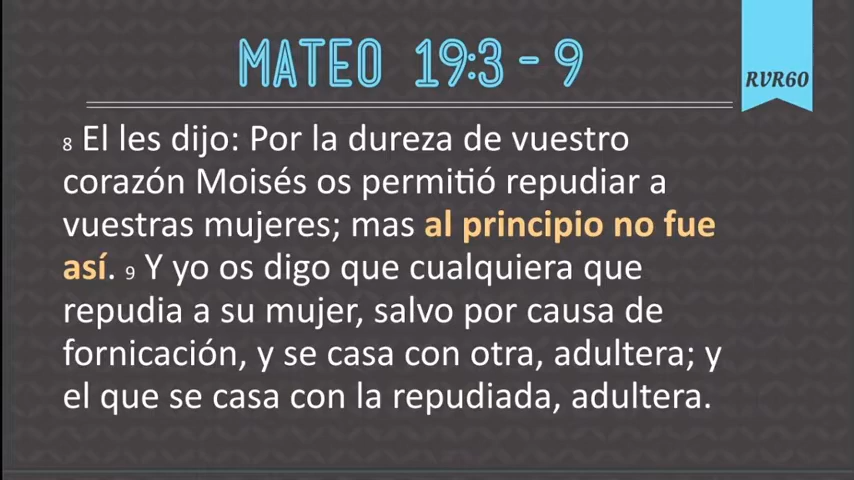 MATEO 19:3 - 9
RVR60
8 El les dijo: Por la dureza de vuestro
corazón Moisés os permitió repudiar a
vuestras mujeres; mas al principio no fue
así. 9 Y yo os digo que cualquiera que
repudia a su mujer, salvo por causa de
fornicación, y se casa con otra, adultera; y
el que se casa con la repudiada, adultera.